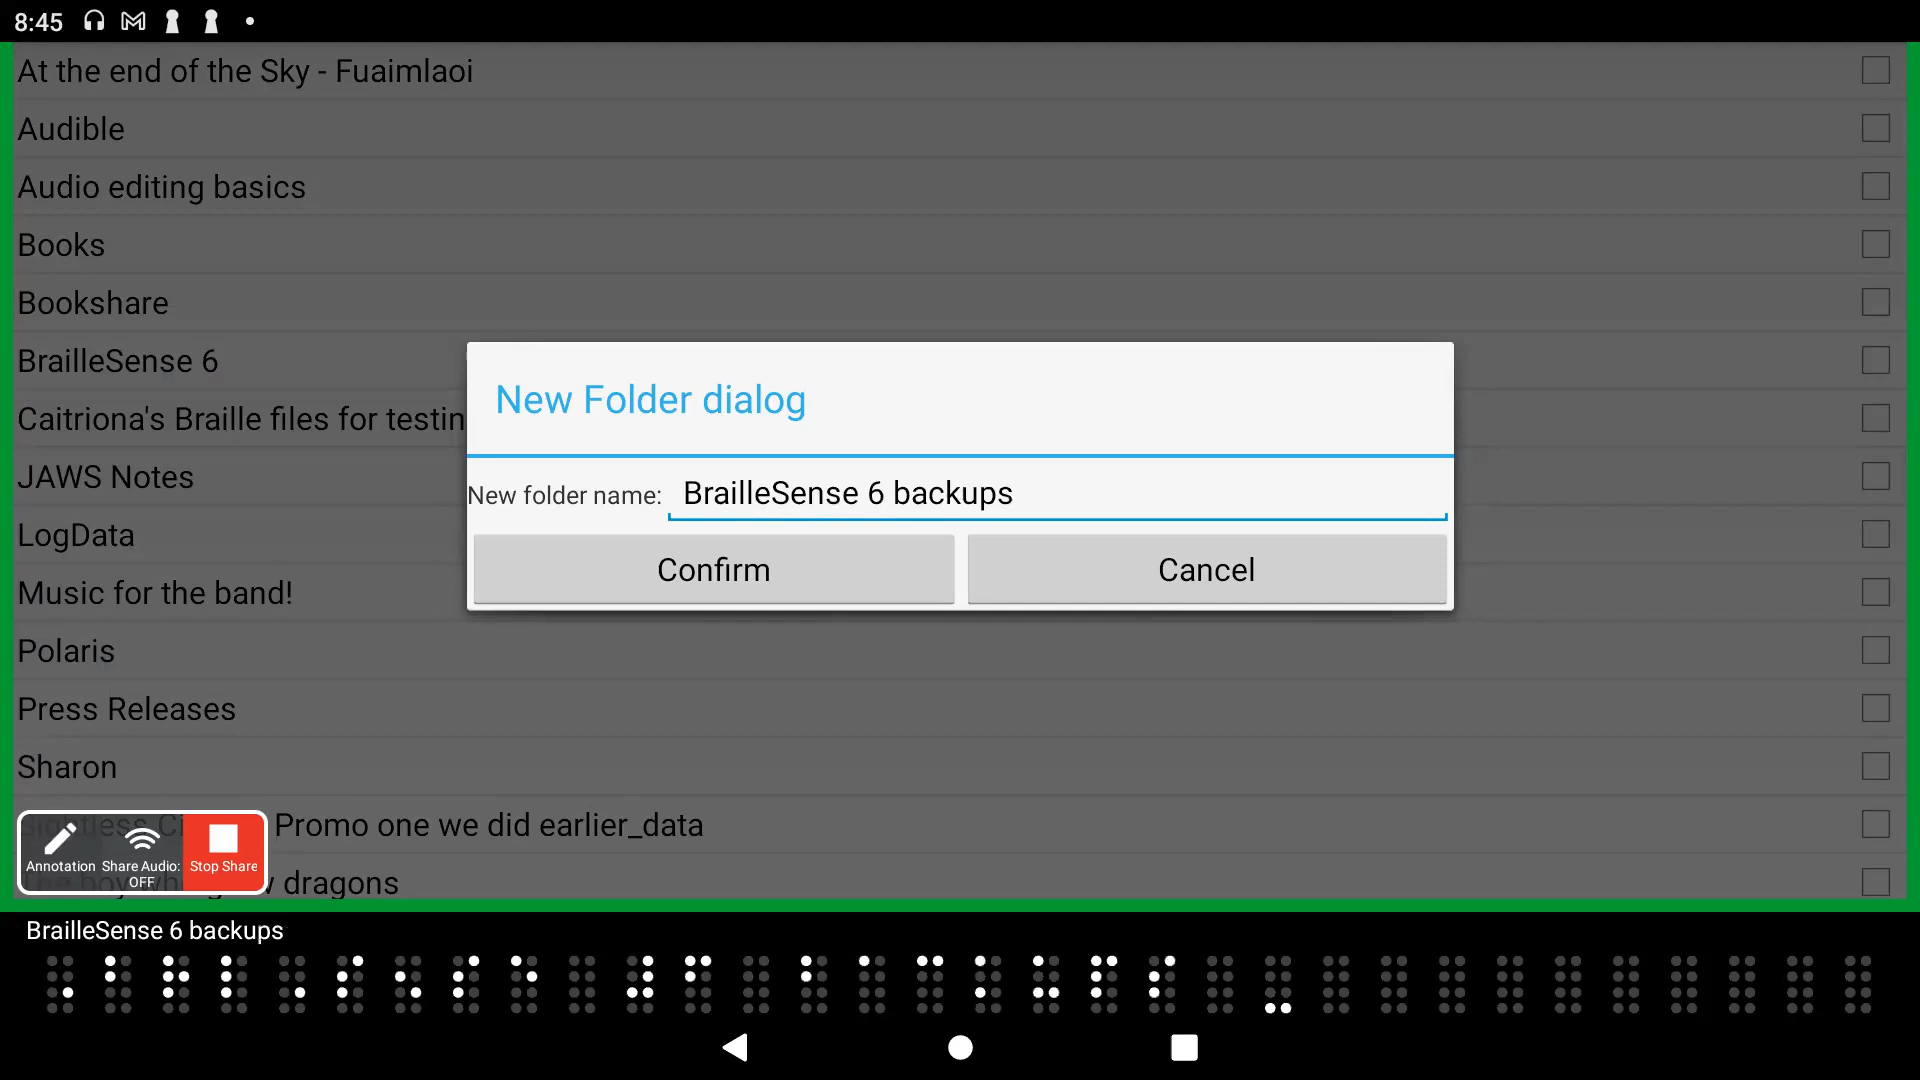 8:45
At the end of the Sky - Fuaimlaoi
Audible
Audio editing basics
Books
Bookshare
BrailleSense 6
Caitriona's Braille files for testin
JAWS Notes
LogData
Music for the band!
Polaris
Press Releases
Sharon
Promo one we did earlier_data
dragons
New Folder dialog
New folder name: BrailleSense 6 backups
Confirm Cancel
Annotation Share Audio: OFF Stop Share
BrailleSense 6 backups